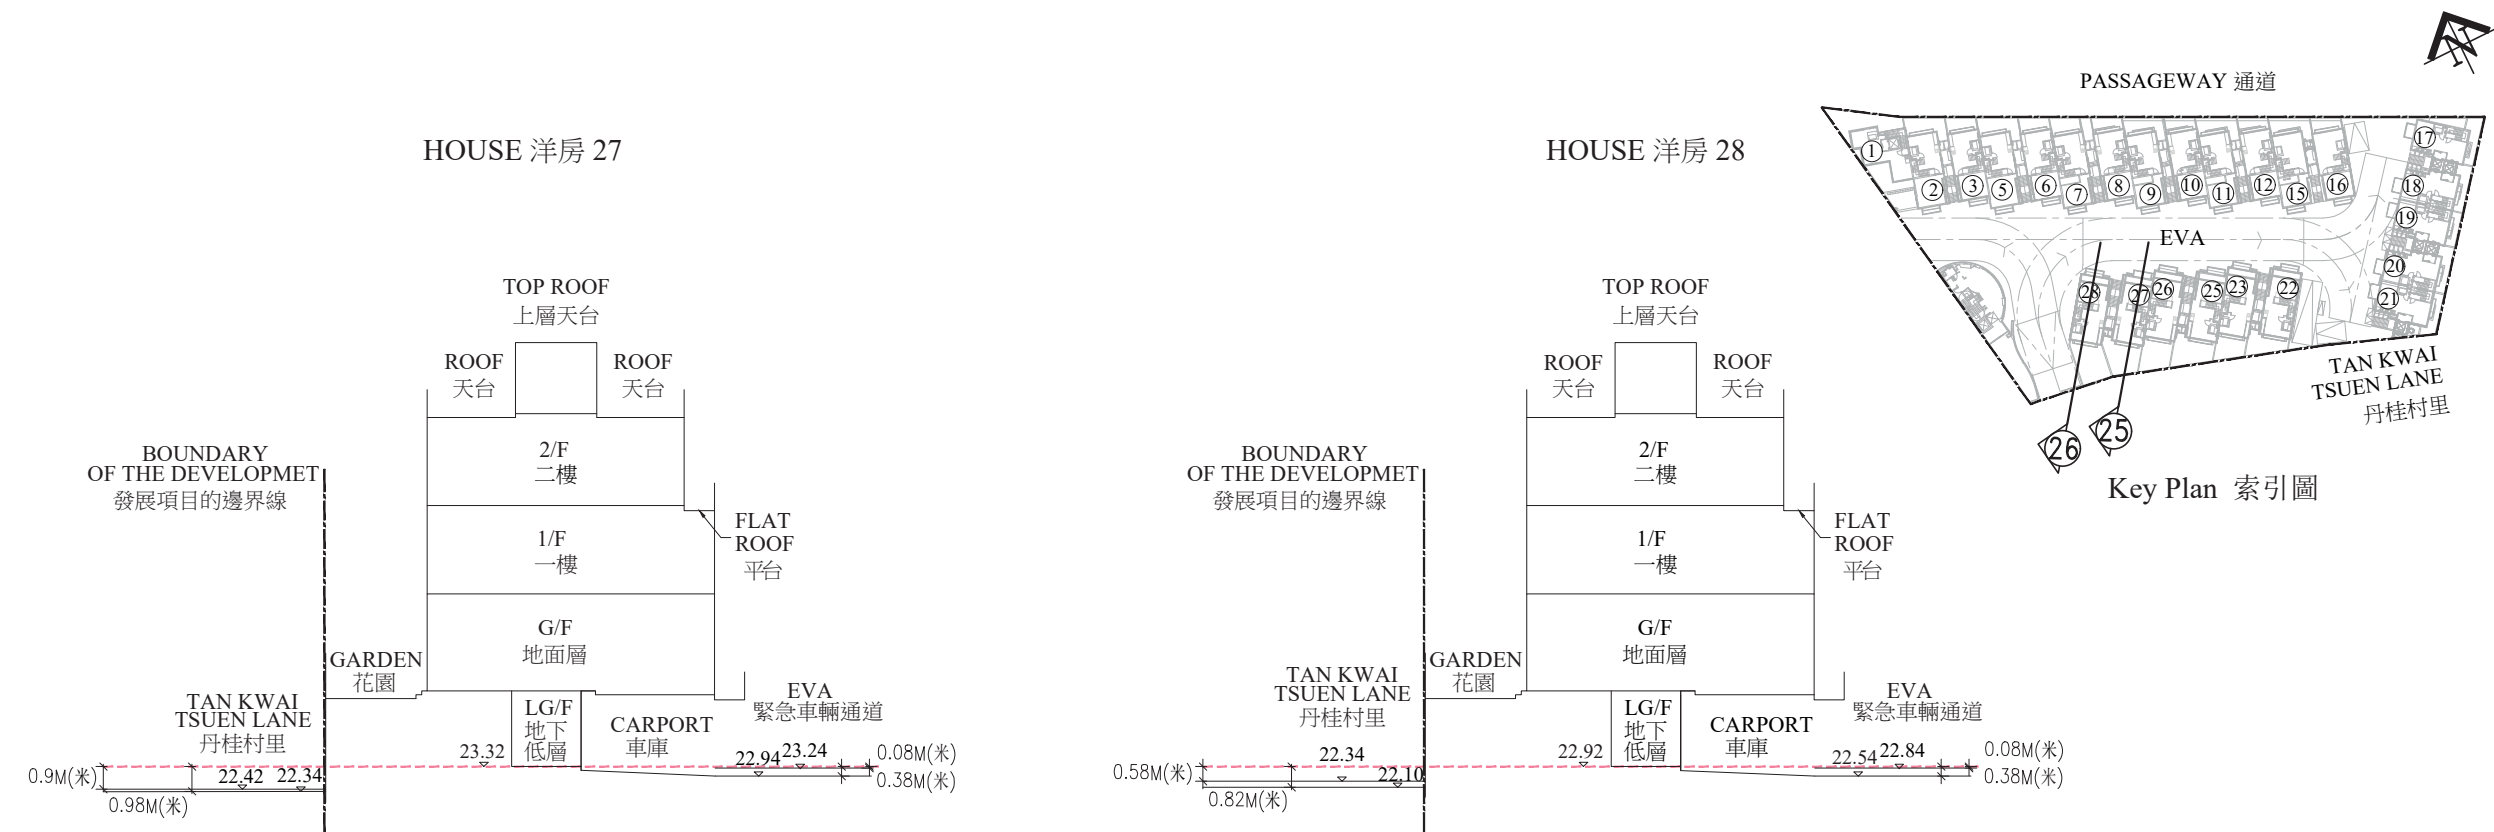 HOUSE 洋房 27
TOP ROOF
上層天台
ROOF
天台
ROOF
天台
BOUNDARY
OF THE DEVELOPMET
發展項目的邊界線
2/F
二樓
FLAT
ROOF
平台
1/F
一樓
G/F
地面層
GARDEN
花園
TAN KWAI
TSUEN LANE
丹桂村里
LG/F
地下
低層
CARPORT
車庫
EVA
緊急車輛通道
23.32
22.94
23.24
0.08M(米)
0.38M(米)
0.9M(米)
22.42
22.34
0.98M(米)
HOUSE 洋房 28
TOP ROOF
上層天台
ROOF
天台
ROOF
天台
BOUNDARY
OF THE DEVELOPMET
發展項目的邊界線
2/F
二樓
FLAT
ROOF
平台
1/F
一樓
G/F
地面層
GARDEN
花園
TAN KWAI
TSUEN LANE
丹桂村里
LG/F
地下
低層
CARPORT
車庫
EVA
緊急車輛通道
22.34
22.92
22.54
22.84
0.08M(米)
0.38M(米)
0.58M(米)
22.10
0.82M(米)
N
PASSAGEWAY 通道
1
2
3
5
6
7
8
9
10
11
12
15
16
17
18
19
20
21
EVA
28
27
26
25
23
22
TAN KWAI
TSUEN LANE
丹桂村里
26
25
Key Plan 索引圖